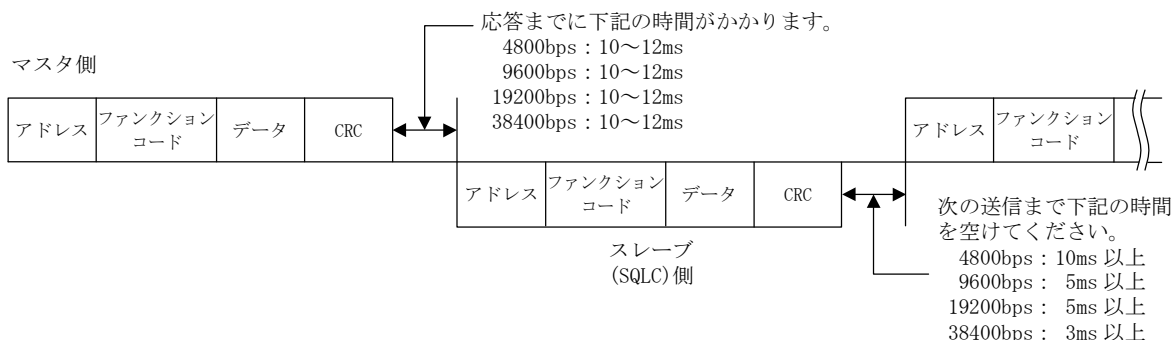 応答までに下記の時間がかかります。
4800bps：10～12ms
9600bps：10～12ms
19200bps：10～12ms
38400bps：10～12ms
マスタ側
アドレス
ファンクション
コード
データ
CRC
アドレス
ファンクション
コード
アドレス
ファンクション
コード
データ
CRC
スレーブ
(SQLC)側
次の送信まで下記の時間
を空けてください。
4800bps：10ms 以上
9600bps： 5ms 以上
19200bps： 5ms 以上
38400bps： 3ms 以上